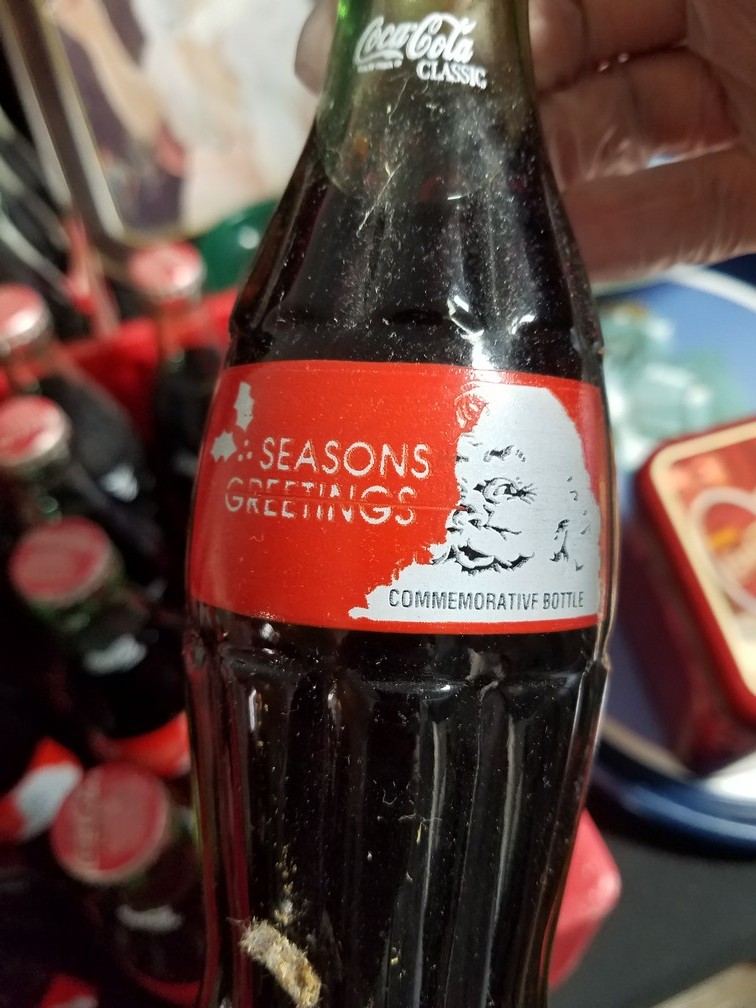 Coca-Cola
CLASSIC
SEASONS
GREETINGS
COMMEMORATIVE BOTTLE